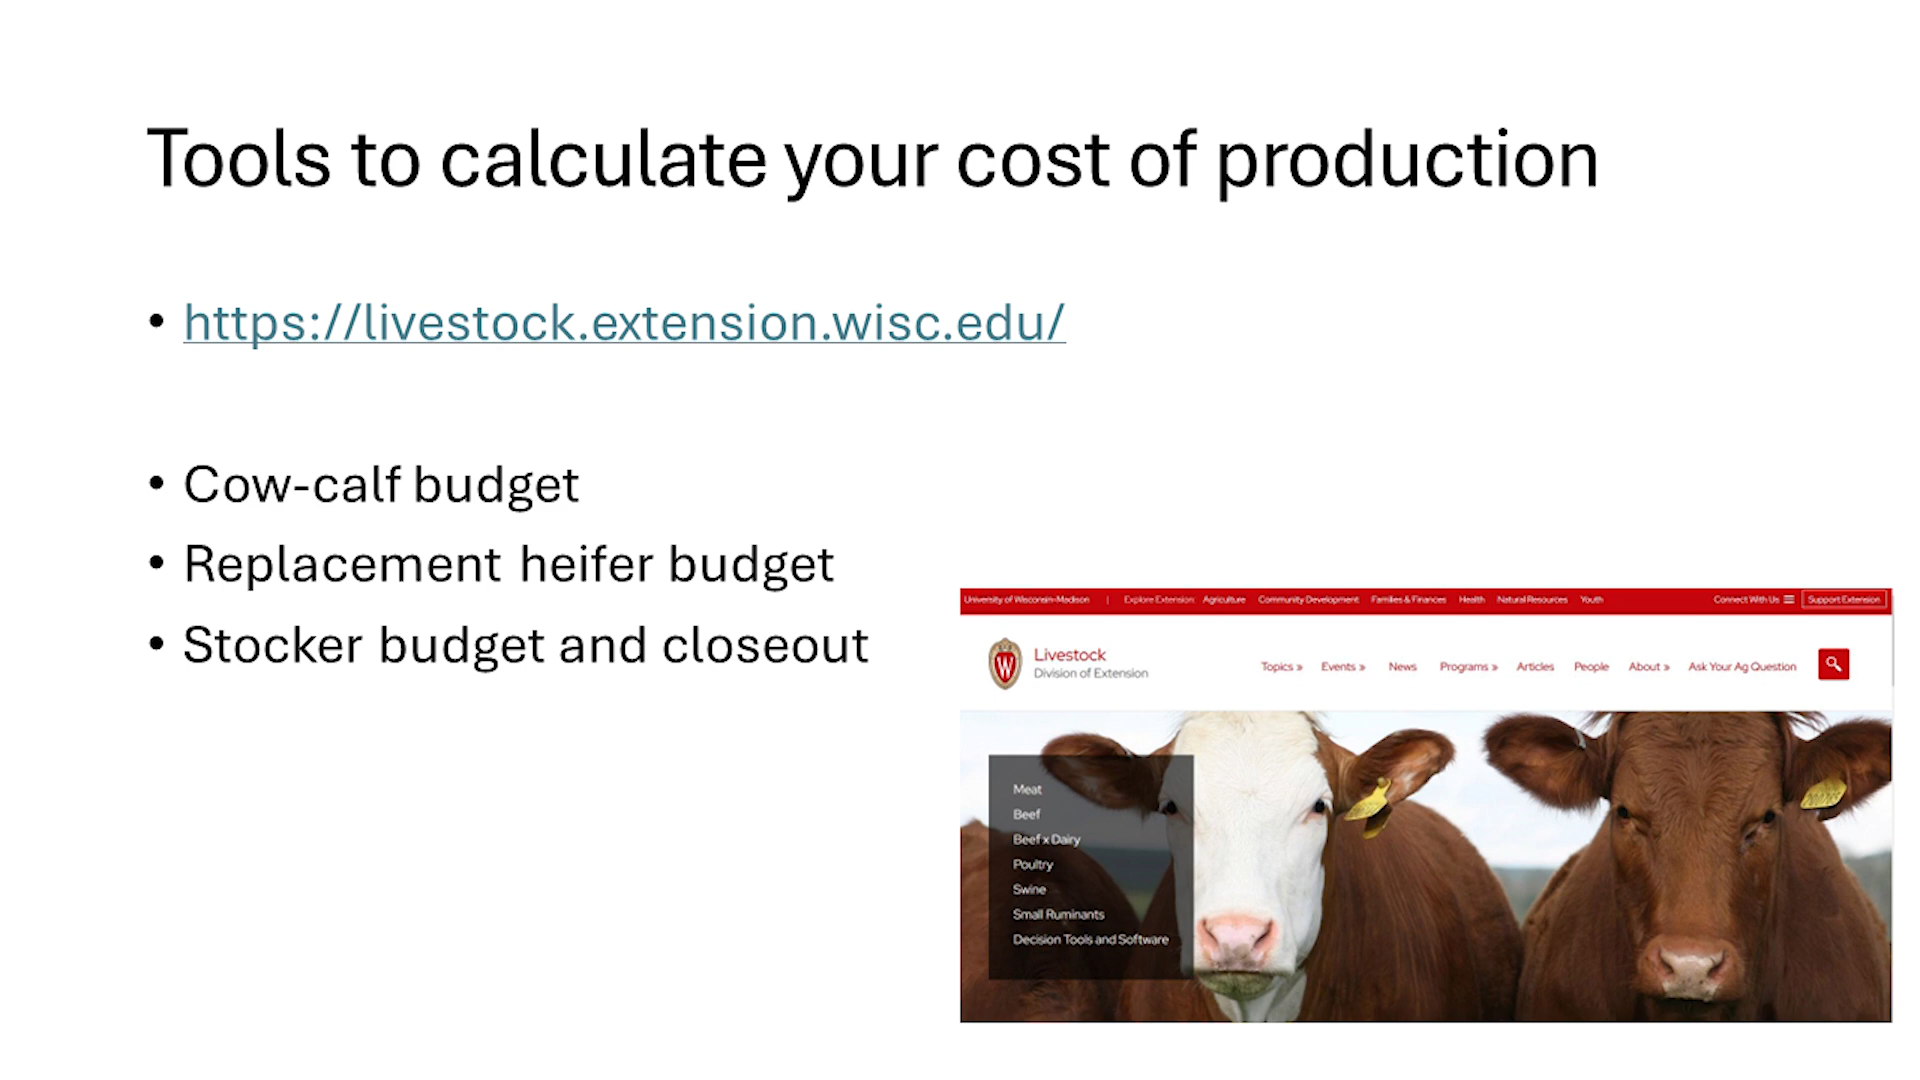 Tools to calculate your cost of production
• https://livestock.extension.wisc.edu/
• Cow-calf budget
• Replacement heifer budget
• Stocker budget and closeout
University of Wisconsin-Madison | Explore Extension: Agriculture Community Development Families & Finances Health Natural Resources Youth Connect With Us Support Extension
W
Livestock
Division of Extension
Topics » Events » News Programs » Articles People About » Ask Your Ag Question
Meat
Beef
Beef x Dairy
Poultry
Swine
Small Ruminants
Decision Tools and Software